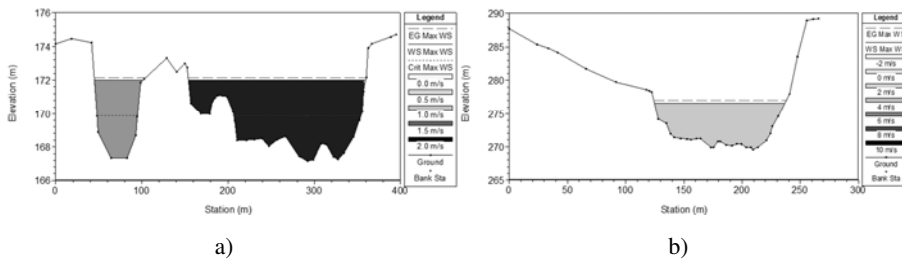 176
174
172
170
168
166
Elevation (m)
0
100
200
300
400
Station (m)
Legend
EG Max WS
WS Max WS
Crit Max WS
0.0 m/s
0.5 m/s
1.0 m/s
1.5 m/s
2.0 m/s
Ground
Bank Sta
a)
290
285
280
275
270
265
Elevation (m)
0
50
100
150
200
250
300
Station (m)
Legend
EG Max WS
WS Max WS
-2 m/s
0 m/s
2 m/s
4 m/s
6 m/s
8 m/s
10 m/s
Ground
Bank Sta
b)